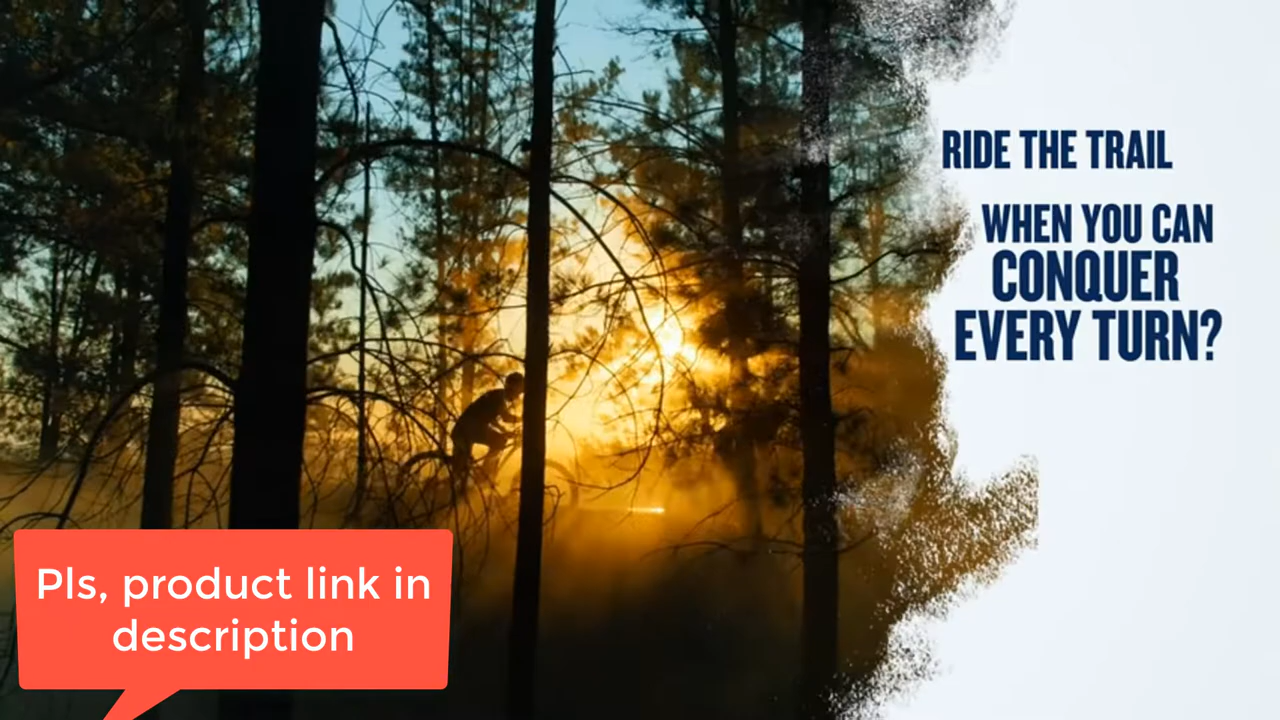 RIDE THE TRAIL
WHEN YOU CAN
CONQUER
EVERY TURN?
Pls, product link in
description